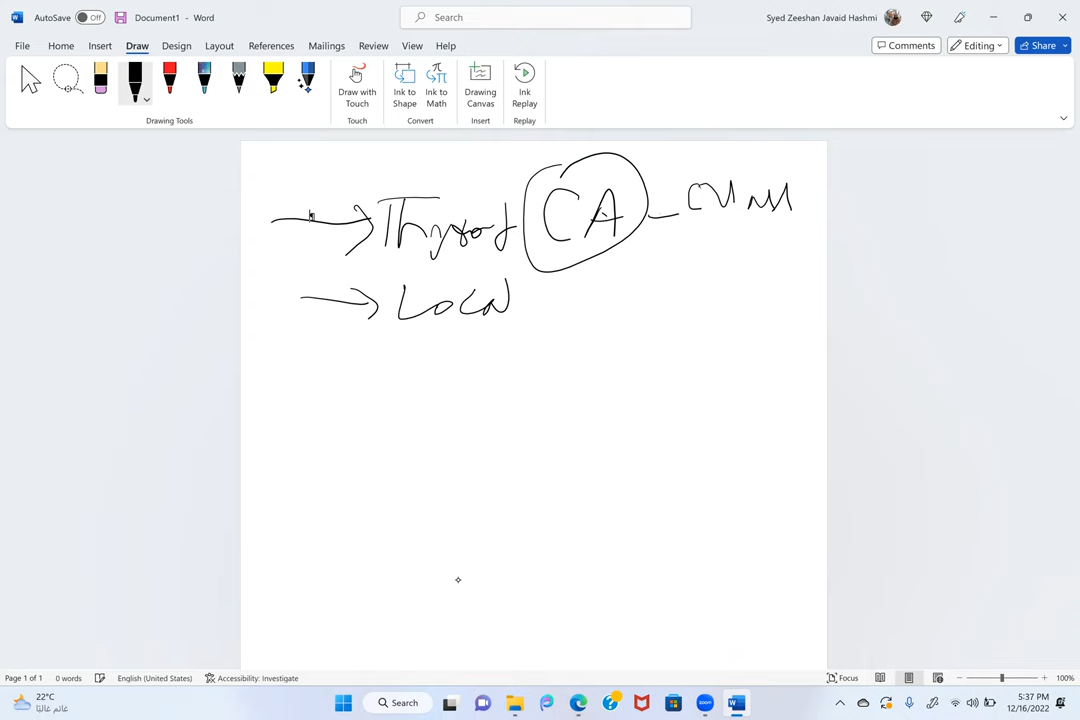 AutoSave Off Document1 - Word Search Syed Zeeshan Javaid Hashmi
File Home Insert Draw Design Layout References Mailings Review View Help Comments Editing Share
Draw with Touch Ink to Shape Ink to Math Drawing Canvas Ink Replay
Drawing Tools Touch Convert Insert Replay
Thyroid CA
Local
Page 1 of 1 0 words English (United States) Accessibility: Investigate Focus 100%
22°C
غائم غالبًا
Search
zoom
5:37 PM
12/16/2022